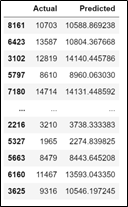 Actual Predicted
8161 10703 10588.869238
6423 13587 10804.367668
3102 12819 14140.445786
5797 8610 8960.063030
7180 14714 14131.448592
... ... ...
2216 3210 3738.333383
5327 1965 2274.839825
5663 8479 8443.645208
6160 11467 13593.043350
3625 9316 10546.197245